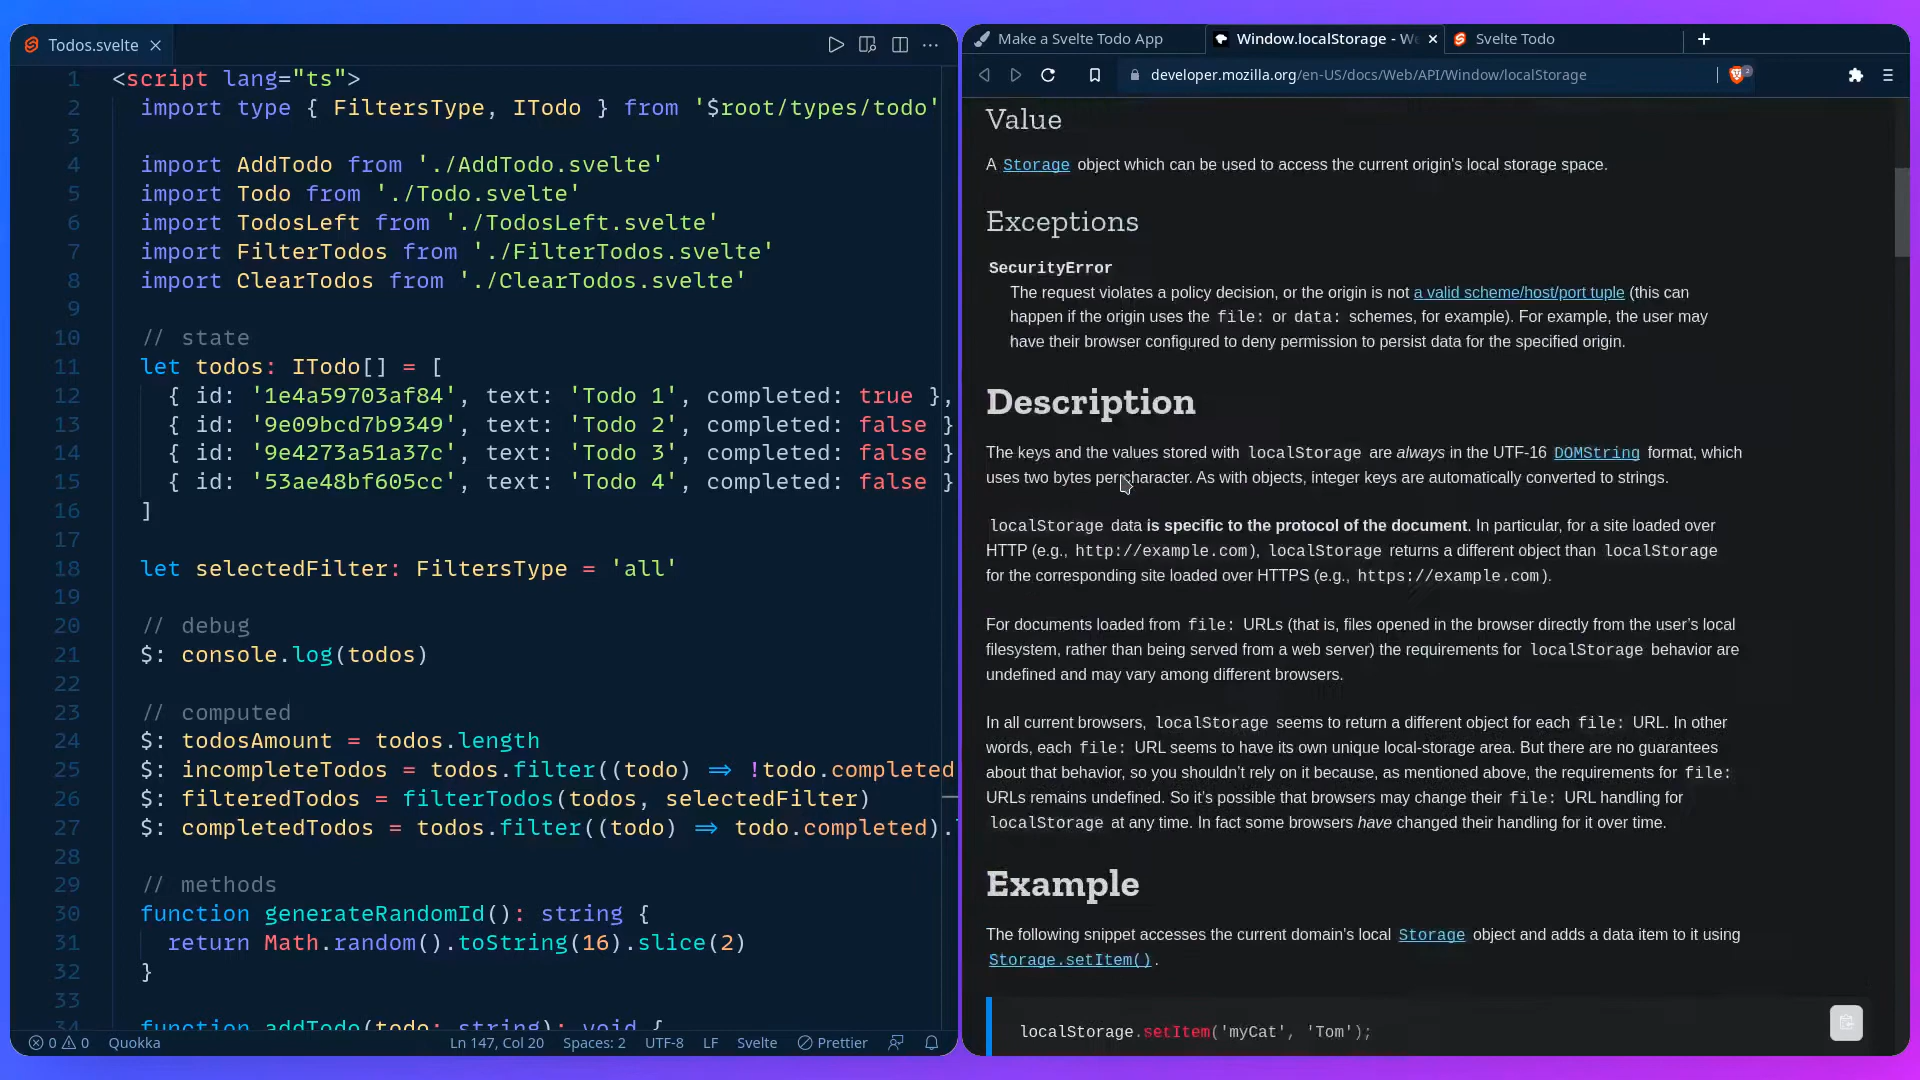 Todos.svelte
1 <script lang="ts">
2 import type { FiltersType, ITodo } from '$root/types/todo'
3
4 import AddTodo from './AddTodo.svelte'
5 import Todo from './Todo.svelte'
6 import TodosLeft from './TodosLeft.svelte'
7 import FilterTodos from './FilterTodos.svelte'
8 import ClearTodos from './ClearTodos.svelte'
9
10 // state
11 let todos: ITodo[] = [
12 { id: '1e4a59703af84', text: 'Todo 1', completed: true },
13 { id: '9e09bcd7b9349', text: 'Todo 2', completed: false }
14 { id: '9e4273a51a37c', text: 'Todo 3', completed: false }
15 { id: '53ae48bf605cc', text: 'Todo 4', completed: false }
16 ]
17
18 let selectedFilter: FiltersType = 'all'
19
20 // debug
21 $: console.log(todos)
22
23 // computed
24 $: todosAmount = todos.length
25 $: incompleteTodos = todos.filter((todo) => !todo.completed
26 $: filteredTodos = filterTodos(todos, selectedFilter)
27 $: completedTodos = todos.filter((todo) => todo.completed).
28
29 // methods
30 function generateRandomId(): string {
31 return Math.random().toString(16).slice(2)
32 }
33
34 function addTodo(todo: string): void {
0 0 Quokka Ln 147, Col 20 Spaces: 2 UTF-8 LF Svelte Prettier
Make a Svelte Todo App Window.localStorage - We Svelte Todo
developer.mozilla.org/en-US/docs/Web/API/Window/localStorage
Value
A Storage object which can be used to access the current origin's local storage space.
Exceptions
SecurityError
The request violates a policy decision, or the origin is not a valid scheme/host/port tuple (this can
happen if the origin uses the file: or data: schemes, for example). For example, the user may
have their browser configured to deny permission to persist data for the specified origin.
Description
The keys and the values stored with localStorage are always in the UTF-16 DOMString format, which
uses two bytes per character. As with objects, integer keys are automatically converted to strings.
localStorage data is specific to the protocol of the document. In particular, for a site loaded over
HTTP (e.g., http://example.com), localStorage returns a different object than localStorage
for the corresponding site loaded over HTTPS (e.g., https://example.com).
For documents loaded from file: URLs (that is, files opened in the browser directly from the user’s local
filesystem, rather than being served from a web server) the requirements for localStorage behavior are
undefined and may vary among different browsers.
In all current browsers, localStorage seems to return a different object for each file: URL. In other
words, each file: URL seems to have its own unique local-storage area. But there are no guarantees
about that behavior, so you shouldn’t rely on it because, as mentioned above, the requirements for file:
URLs remains undefined. So it’s possible that browsers may change their file: URL handling for
localStorage at any time. In fact some browsers have changed their handling for it over time.
Example
The following snippet accesses the current domain’s local Storage object and adds a data item to it using
Storage.setItem().
localStorage.setItem('myCat', 'Tom');